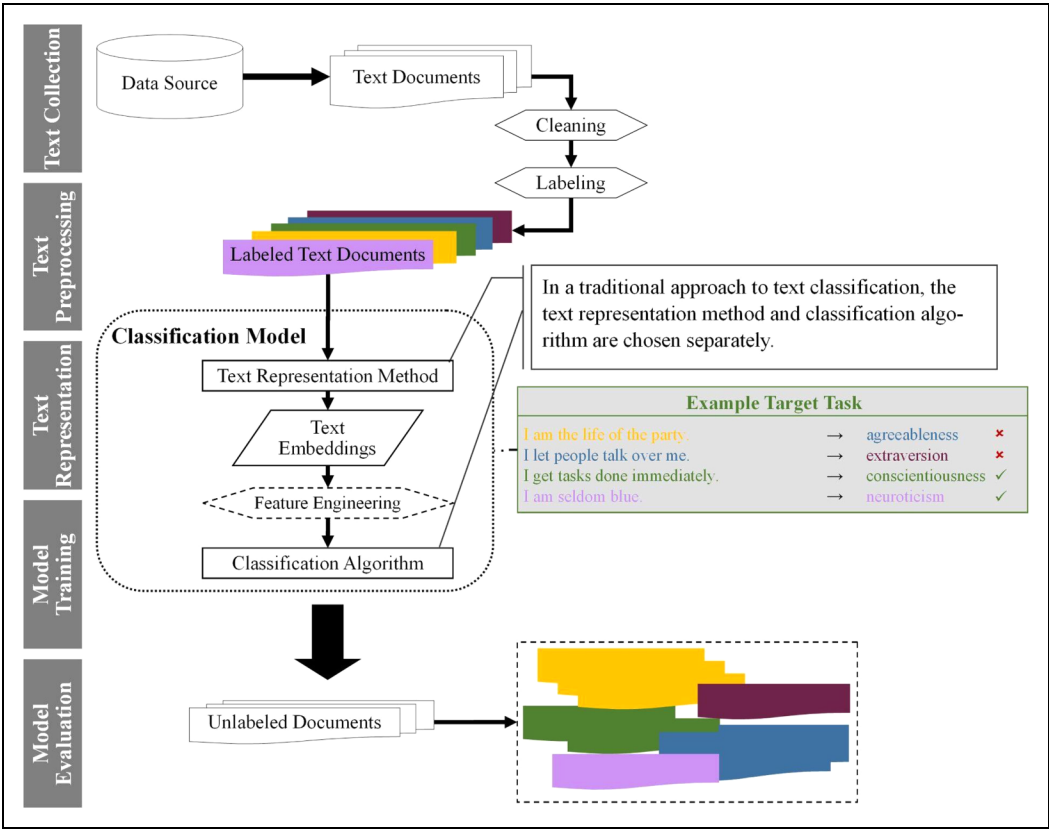 Text Collection
Data Source
Text Documents
Cleaning
Labeling
Text
Preprocessing
Labeled Text Documents
In a traditional approach to text classification, the
text representation method and classification algo-
rithm are chosen separately.
Classification Model
Text
Representation
Text Representation Method
Text
Embeddings
Feature Engineering
Classification Algorithm
Example Target Task
I am the life of the party. → agreeableness ✘
I let people talk over me. → extraversion ✘
I get tasks done immediately. → conscientiousness ✓
I am seldom blue. → neuroticism ✓
Model
Training
Model
Evaluation
Unlabeled Documents